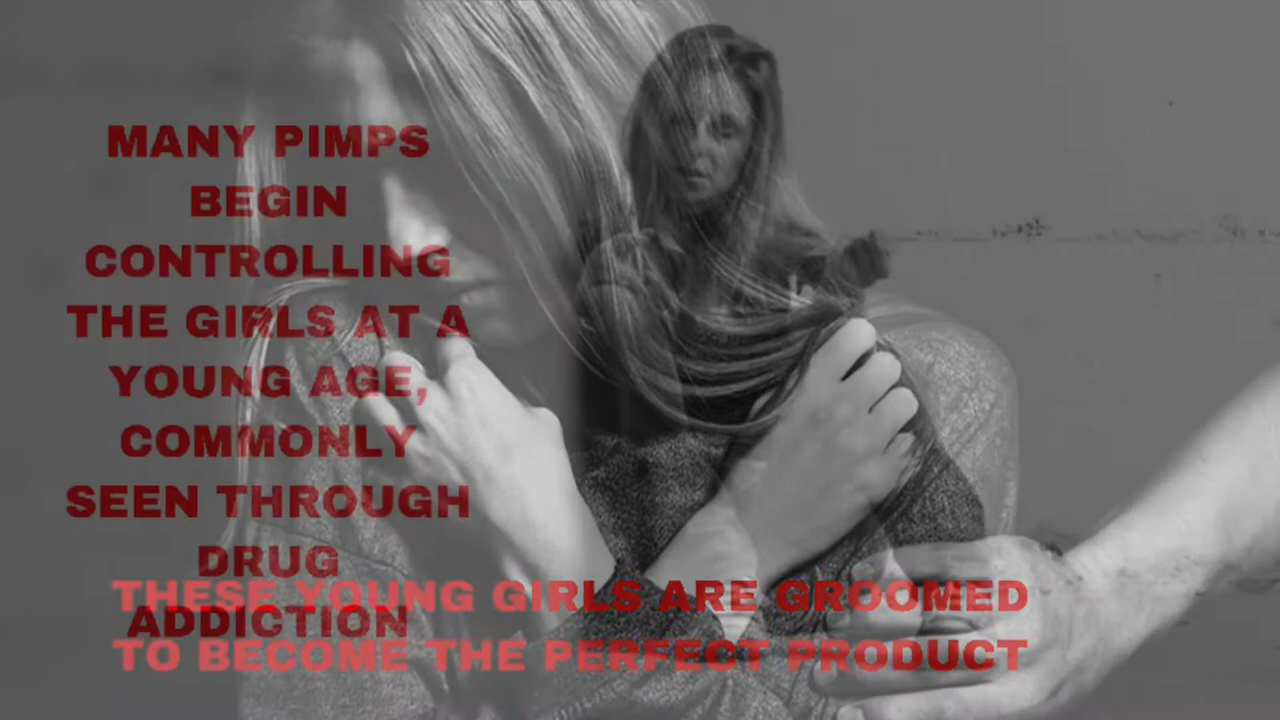 MANY PIMPS
BEGIN
CONTROLLING
THE GIRLS AT A
YOUNG AGE,
COMMONLY
SEEN THROUGH
DRUG
ADDICTION
THESE YOUNG GIRLS ARE GROOMED
TO BECOME THE PERFECT PRODUCT